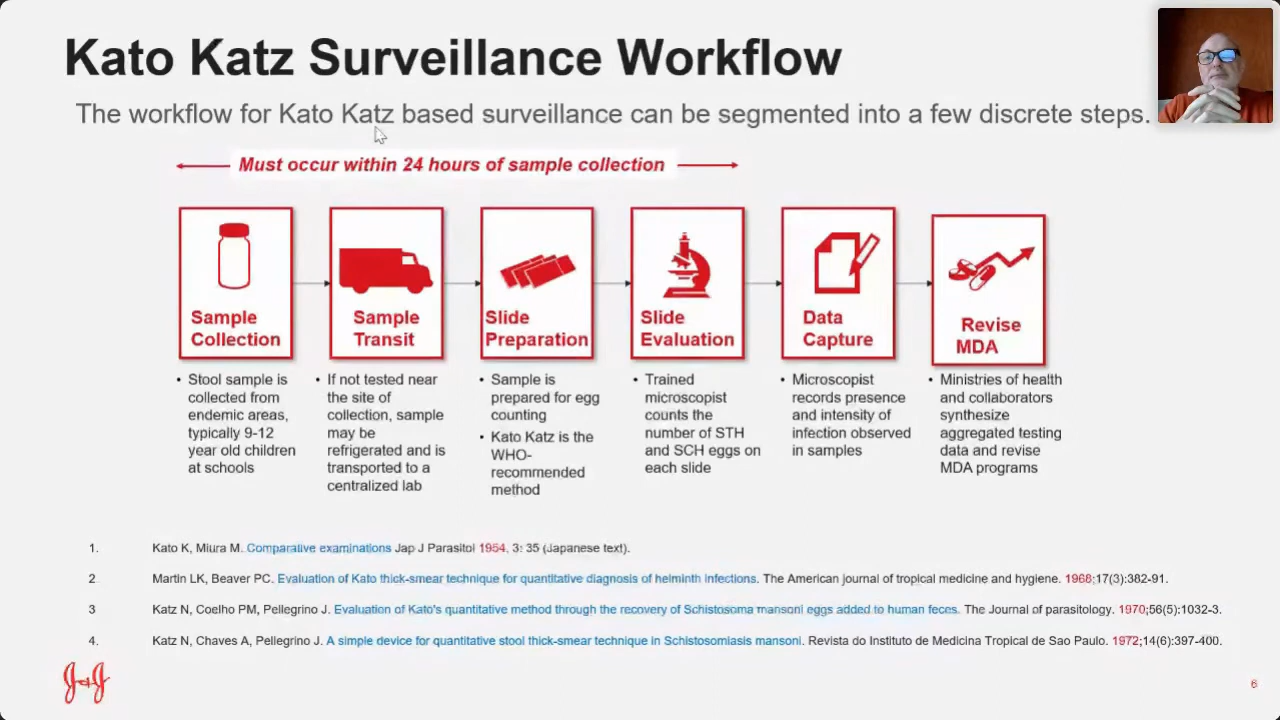 Kato Katz Surveillance Workflow
The workflow for Kato Katz based surveillance can be segmented into a few discrete steps.
Must occur within 24 hours of sample collection
Sample
Collection
• Stool sample is
collected from
endemic areas,
typically 9-12
year old children
at schools
Sample
Transit
• If not tested near
the site of
collection, sample
may be
refrigerated and is
transported to a
centralized lab
Slide
Preparation
• Sample is
prepared for egg
counting
• Kato Katz is the
WHO-
recommended
method
Slide
Evaluation
• Trained
microscopist
counts the
number of STH
and SCH eggs on
each slide
Data
Capture
• Microscopist
records presence
and intensity of
infection observed
in samples
Revise
MDA
• Ministries of health
and collaborators
synthesize
aggregated testing
data and revise
MDA programs
1. Kato K, Miura M. Comparative examinations Jap J Parasitol 1954, 3: 35 (Japanese text).
2 Martin LK, Beaver PC. Evaluation of Kato thick-smear technique for quantitative diagnosis of helminth infections. The American journal of tropical medicine and hygiene. 1968;17(3):382-91.
3 Katz N, Coelho PM, Pellegrino J. Evaluation of Kato's quantitative method through the recovery of Schistosoma mansoni eggs added to human feces. The Journal of parasitology. 1970;56(5):1032-3.
4. Katz N, Chaves A, Pellegrino J. A simple device for quantitative stool thick-smear technique in Schistosomiasis mansoni. Revista do Instituto de Medicina Tropical de Sao Paulo. 1972;14(6):397-400.
J&J
6